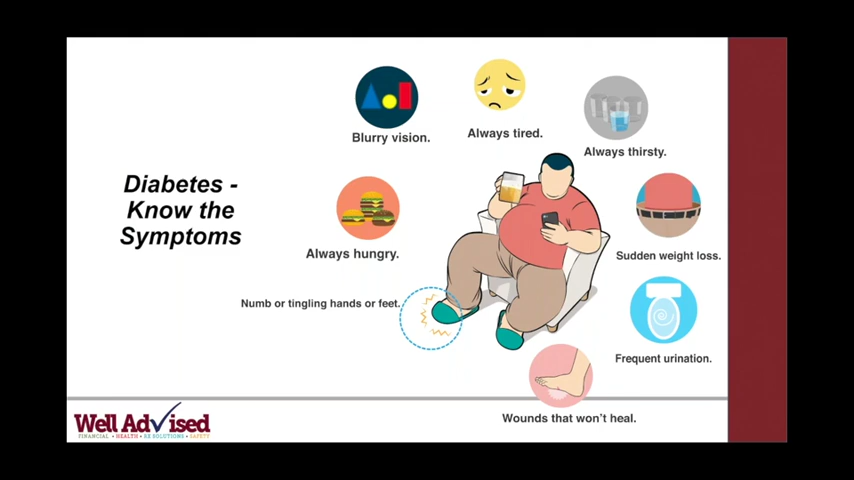 Diabetes -
Know the
Symptoms
Blurry vision.
Always tired.
Always thirsty.
Always hungry.
Sudden weight loss.
Numb or tingling hands or feet.
Frequent urination.
Wounds that won't heal.
Well Advised
FINANCIAL • HEALTH • RX SOLUTIONS • SAFETY